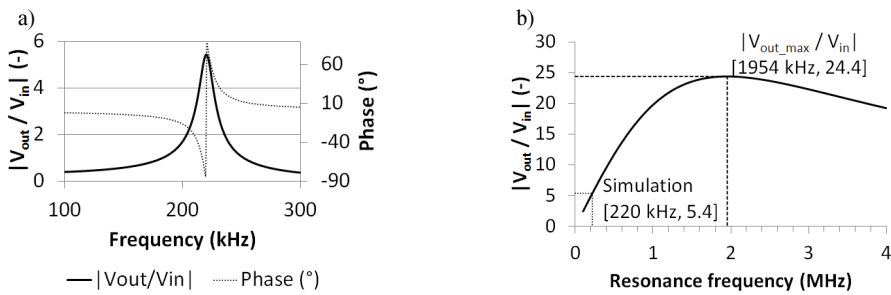 a)
|Vout / Vin| (-)
6
4
2
0
60
10
-40
-90
Phase (°)
100
200
300
Frequency (kHz)
|Vout/Vin|
Phase (°)
b)
|Vout / Vin| (-)
30
25
20
15
10
5
0
|Vout_max / Vin|
[1954 kHz, 24.4]
Simulation
[220 kHz, 5.4]
0
1
2
3
4
Resonance frequency (MHz)